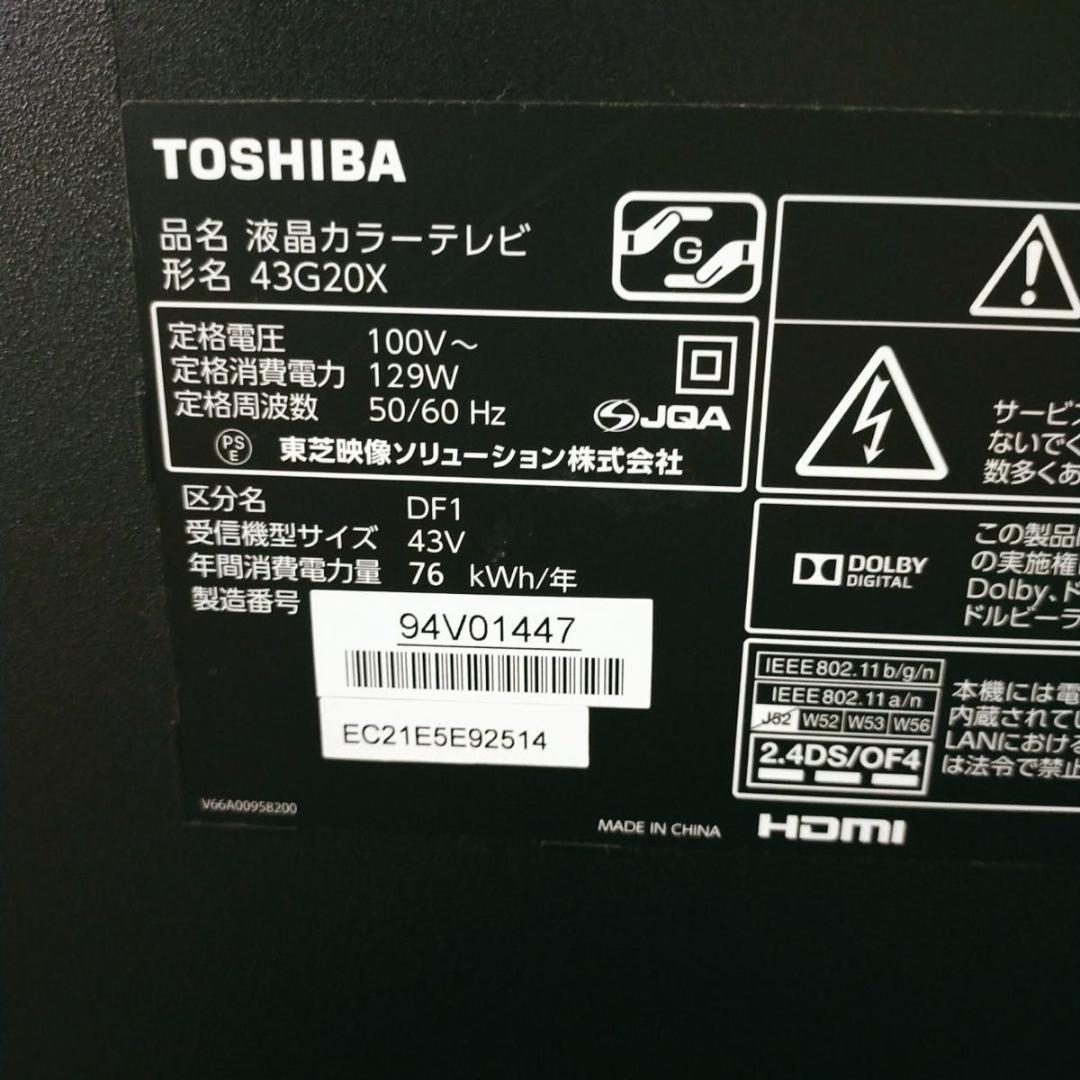 TOSHIBA
品名 液晶カラーテレビ
形名 43G20X
G
定格電圧 100V～
定格消費電力 129W
定格周波数 50/60 Hz
JQA
PS
E
東芝映像ソリューション株式会社
区分名 DF1
受信機型サイズ 43V
年間消費電力量 76 kWh/年
製造番号
94V01447
EC21E5E92514
V66A00958200
MADE IN CHINA
サービス
ないでく
数多くあ
DOLBY
DIGITAL
この製品は
の実施権に
Dolby、ド
ドルビーラ
IEEE802.11b/g/n
IEEE802.11a/n
J52 W52 W53 W56
2.4DS/OF4
本機には電
内蔵されてい
LANにおける
は法令で禁止
HDMI